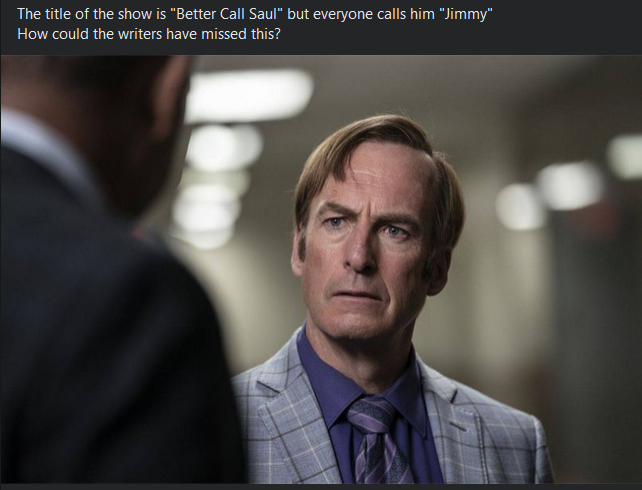 The title of the show is "Better Call Saul" but everyone calls him "Jimmy"
How could the writers have missed this?